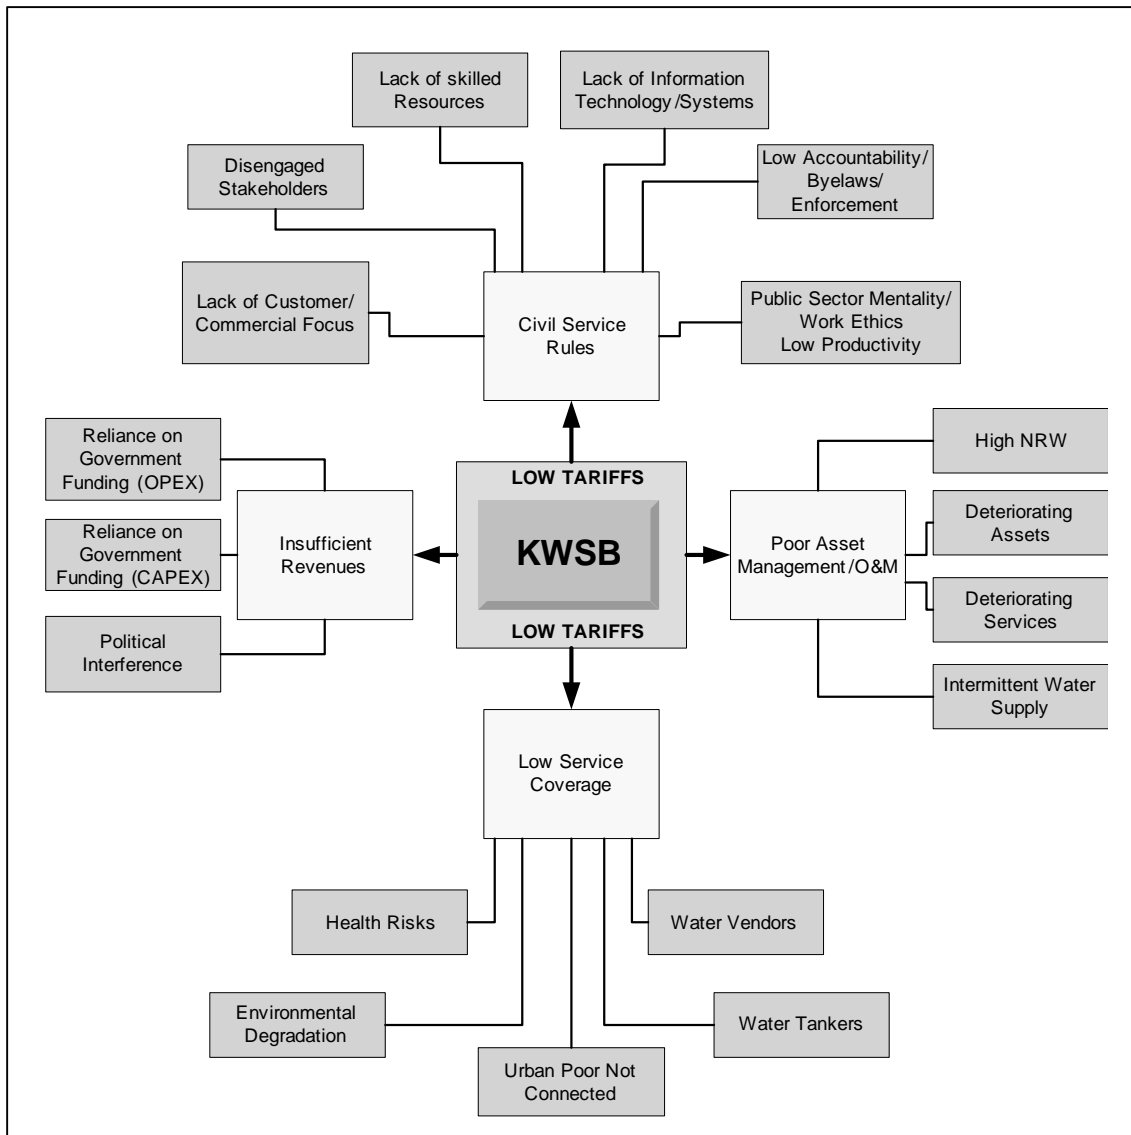 Lack of skilled
Resources
Lack of Information
Technology/Systems
Disengaged
Stakeholders
Low Accountability/
Byelaws/
Enforcement
Lack of Customer/
Commercial Focus
Civil Service
Rules
Public Sector Mentality/
Work Ethics
Low Productivity
Reliance on
Government
Funding (OPEX)
Reliance on
Government
Funding (CAPEX)
Political
Interference
Insufficient
Revenues
LOW TARIFFS
KWSB
LOW TARIFFS
Poor Asset
Management/O&M
High NRW
Deteriorating
Assets
Deteriorating
Services
Intermittent Water
Supply
Low Service
Coverage
Health Risks
Water Vendors
Environmental
Degradation
Water Tankers
Urban Poor Not
Connected